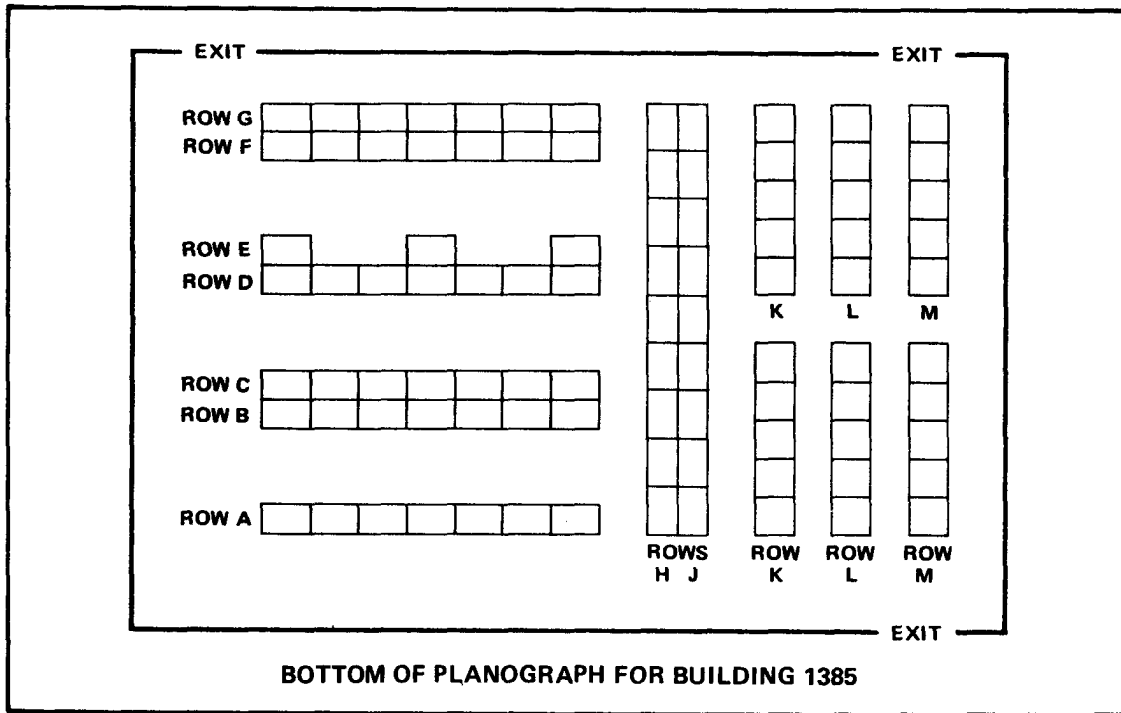 EXIT EXIT
ROW G
ROW F
ROW E
ROW D
K L M
ROW C
ROW B
ROW A
ROWS ROW ROW ROW
H J K L M
EXIT
BOTTOM OF PLANOGRAPH FOR BUILDING 1385